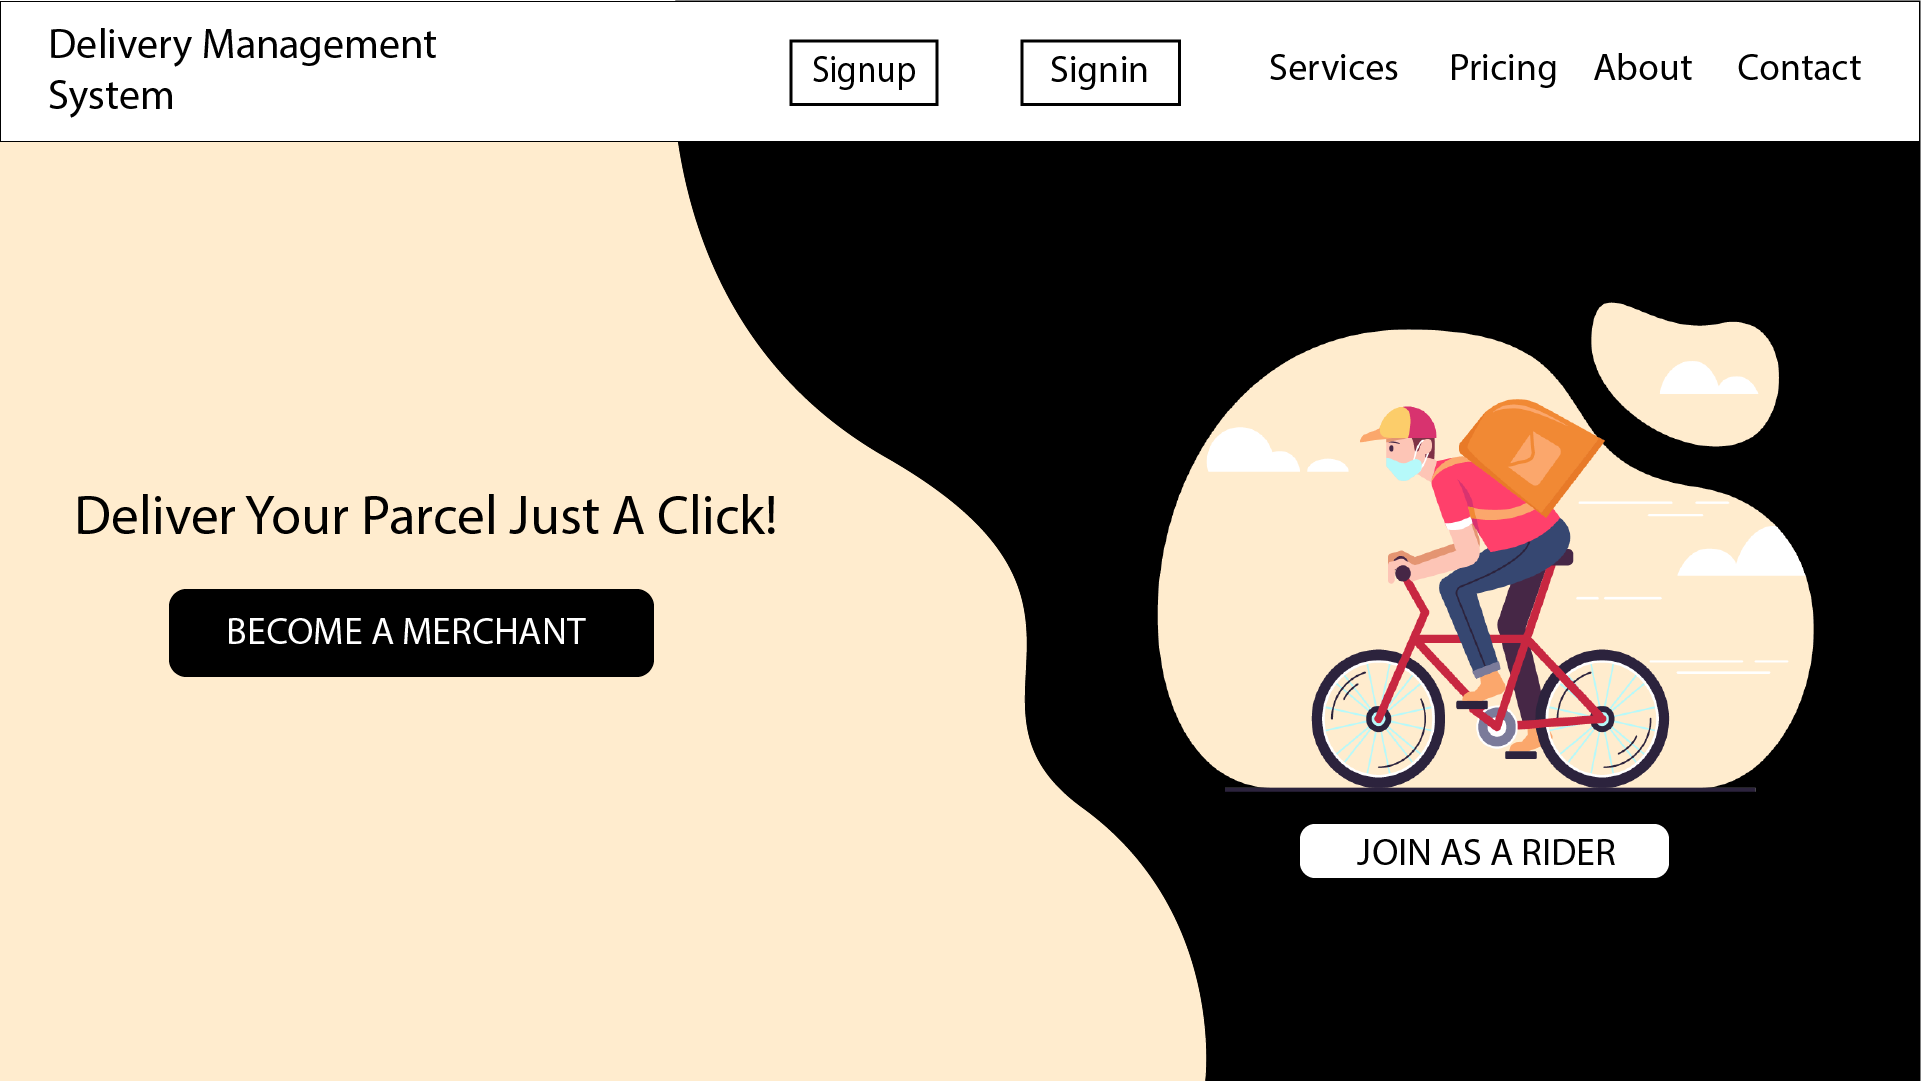 Delivery Management
System
Signup
Signin
Services
Pricing
About
Contact
Deliver Your Parcel Just A Click!
BECOME A MERCHANT
JOIN AS A RIDER